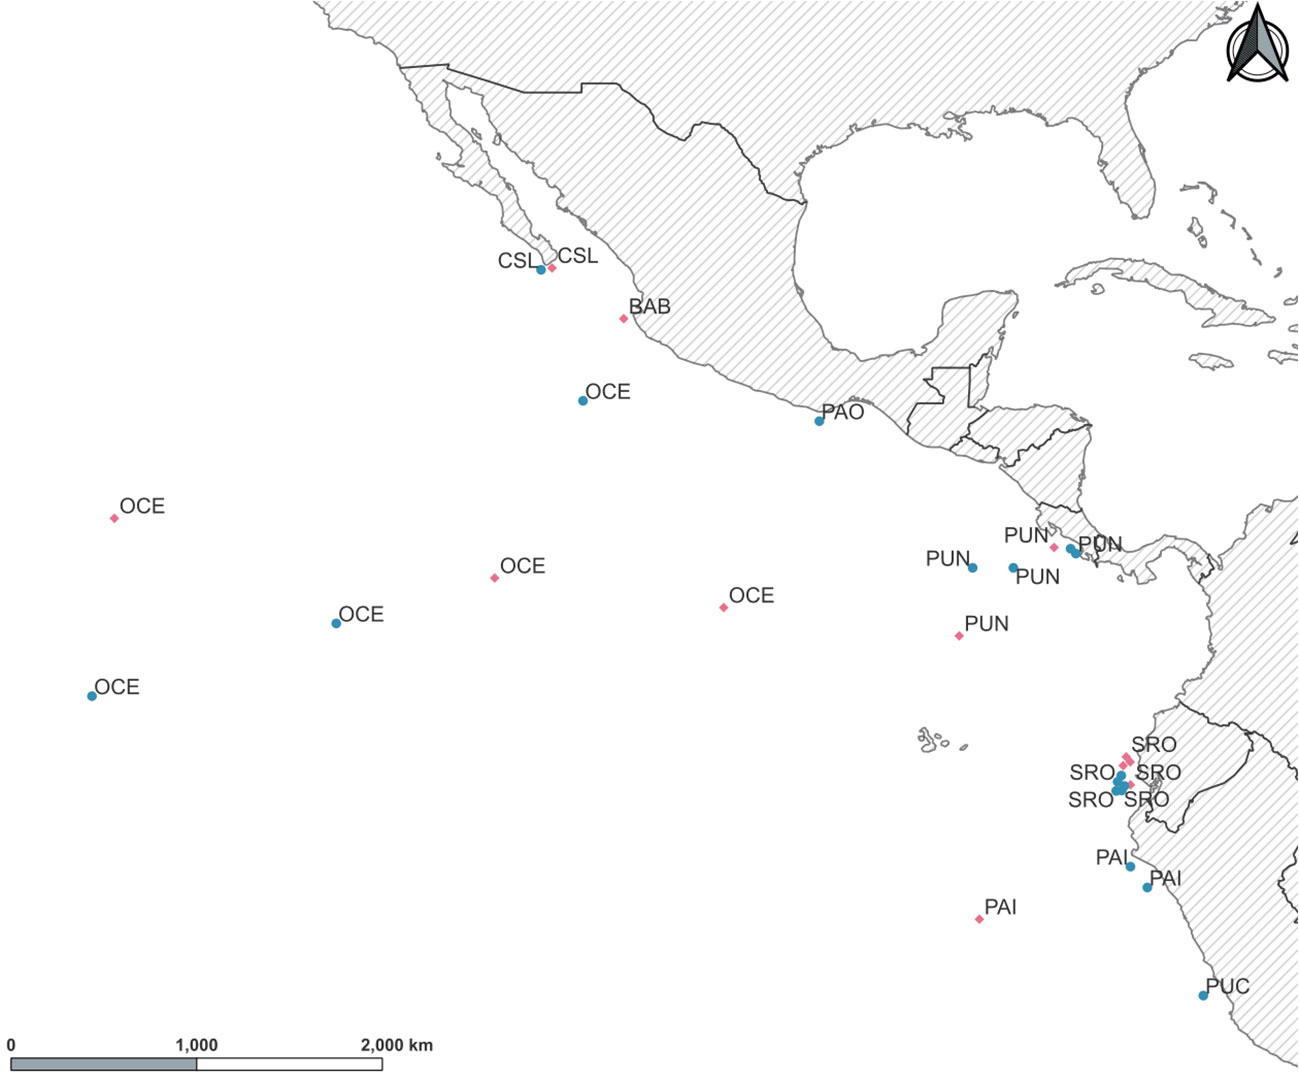 CSL
CSL
BAB
OCE
PAO
OCE
PUN
PUN
PUN
OCE
PUN
OCE
OCE
PUN
OCE
SRO
SRO
SRO
SRO
SRO
PAI
PAI
PAI
PUC
0 1,000 2,000 km